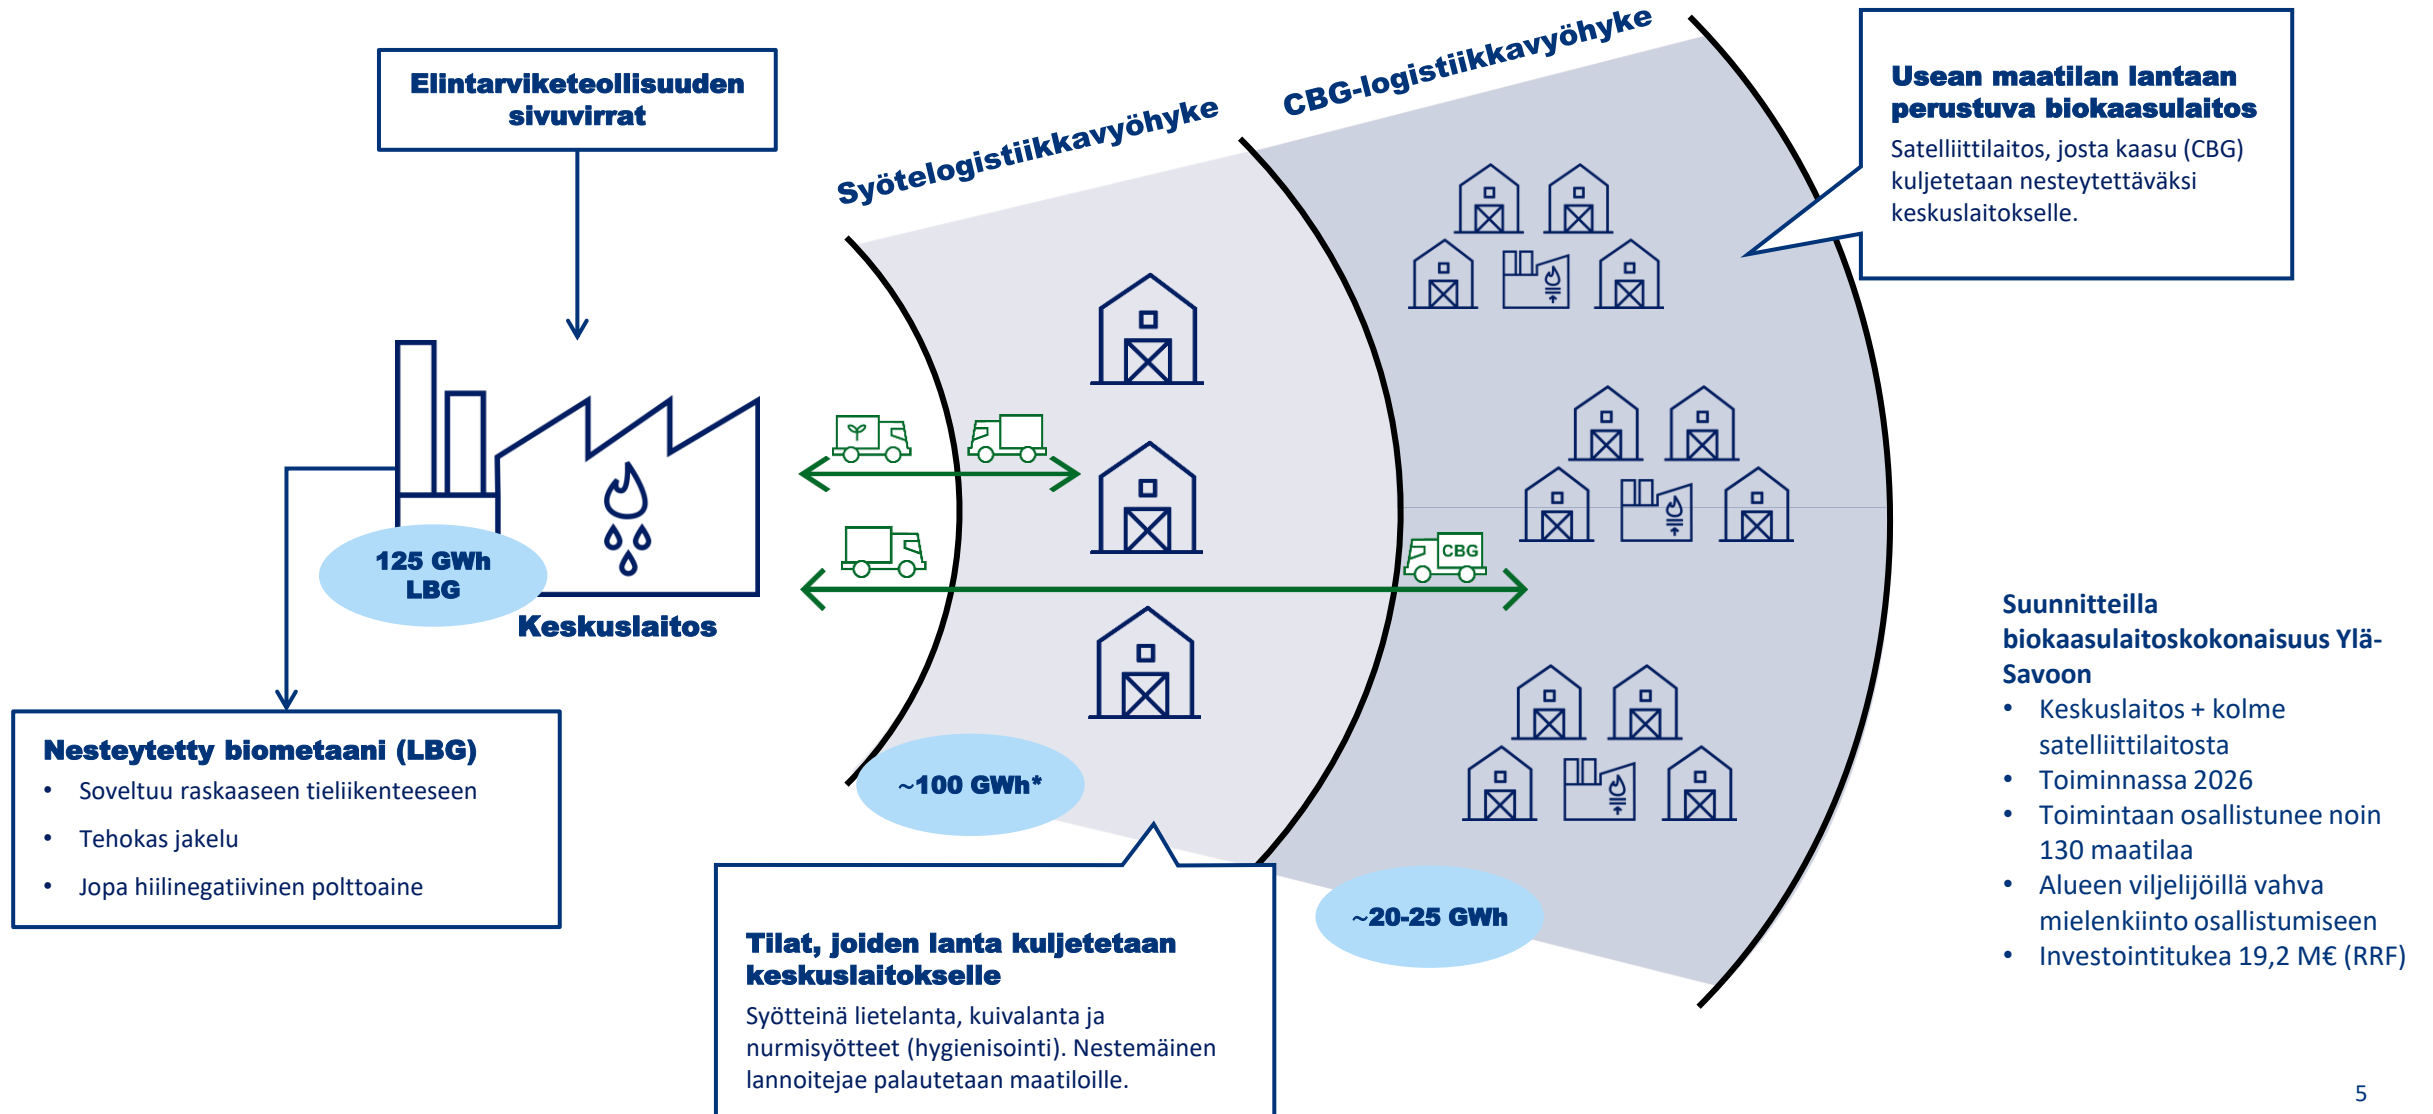 Elintarviketeollisuuden
sivuvirrat
Syötelogistiikkavyöhyke
CBG-logistiikkavyöhyke
Usean maatilan lantaan
perustuva biokaasulaitos
Satelliittilaitos, josta kaasu (CBG)
kuljetetaan nesteytettäväksi
keskuslaitokselle.
CBG
125 GWh
LBG
Keskuslaitos
Nesteytetty biometaani (LBG)
• Soveltuu raskaaseen tieliikenteeseen
• Tehokas jakelu
• Jopa hiilinegatiivinen polttoaine
~100 GWh*
Tilat, joiden lanta kuljetetaan
keskuslaitokselle
Syötteinä lietelanta, kuivalanta ja
nurmisyötteet (hygienisointi). Nestemäinen
lannoitejae palautetaan maatiloille.
~20-25 GWh
Suunnitteilla
biokaasulaitoskokonaisuus Ylä-
Savoon
• Keskuslaitos + kolme
satelliittilaitosta
• Toiminnassa 2026
• Toimintaan osallistunee noin
130 maatilaa
• Alueen viljelijöillä vahva
mielenkiinto osallistumiseen
• Investointitukea 19,2 M€ (RRF)
5